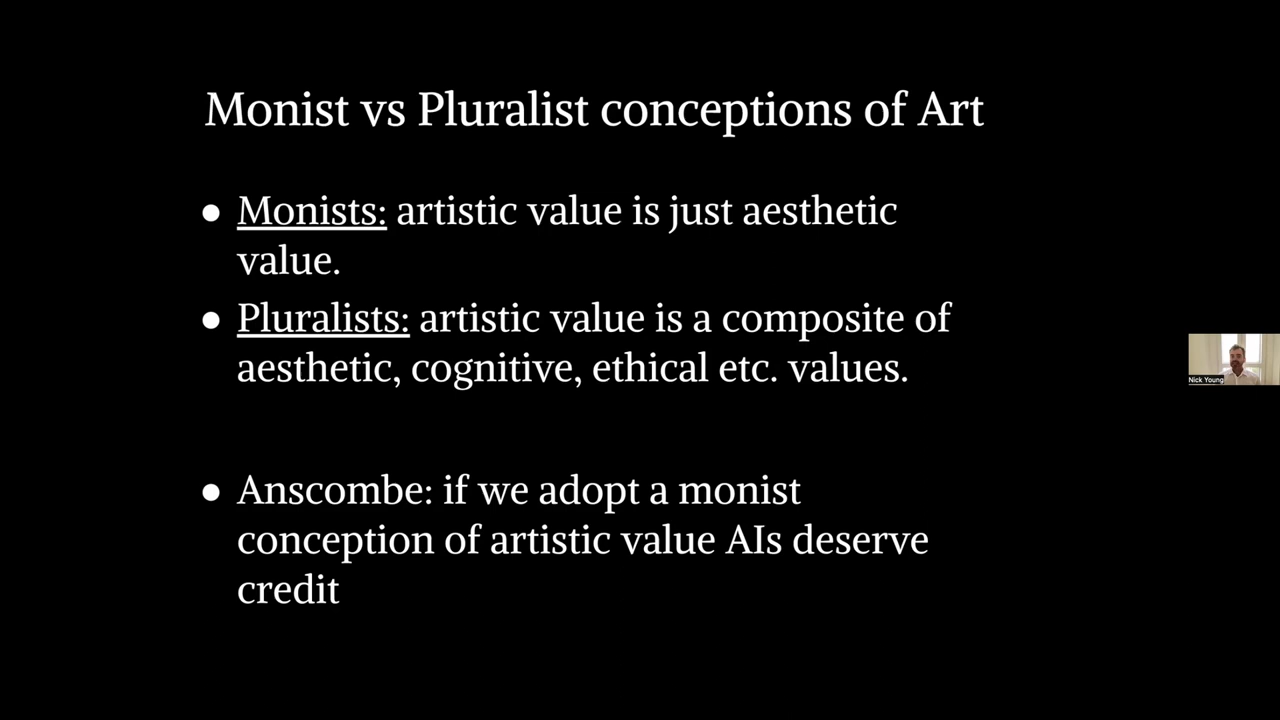 Monist vs Pluralist conceptions of Art
● Monists: artistic value is just aesthetic
value.
● Pluralists: artistic value is a composite of
aesthetic, cognitive, ethical etc. values.
● Anscombe: if we adopt a monist
conception of artistic value AIs deserve
credit
Nick Young